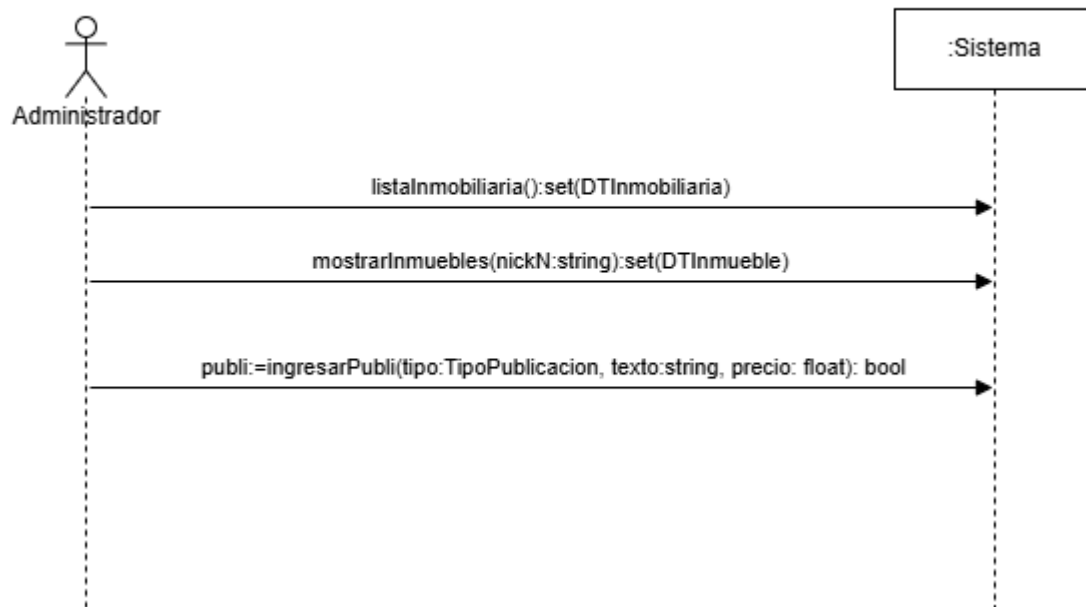 :Sistema
Administrador
listaInmobiliaria():set(DTInmobiliaria)
mostrarInmuebles(nickN:string):set(DTInmueble)
publi:=ingresarPubli(tipo:TipoPublicacion, texto:string, precio: float): bool